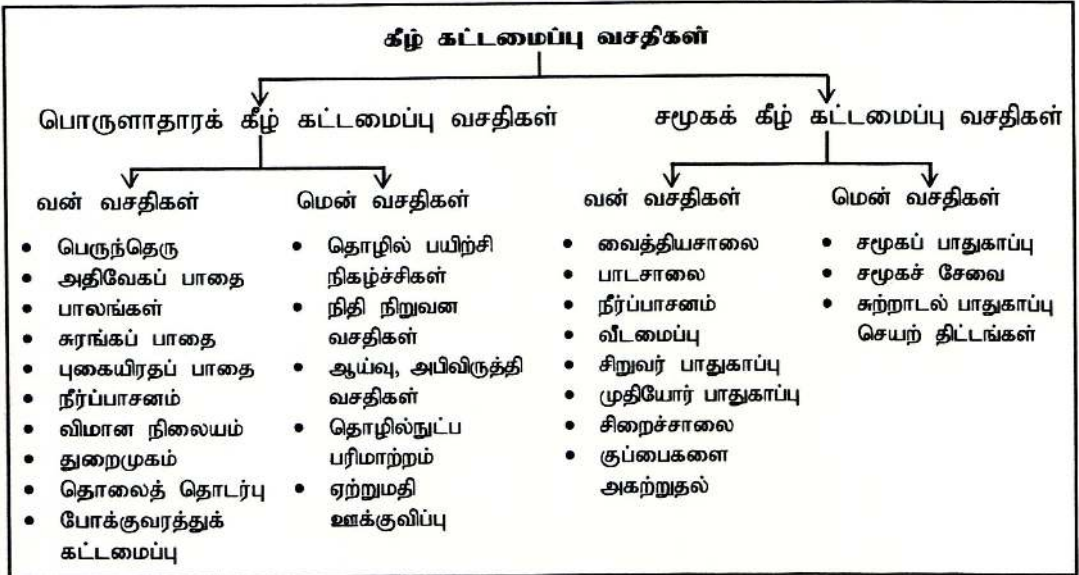 கீழ் கட்டமைப்பு வசதிகள்
பொருளாதாரக் கீழ் கட்டமைப்பு வசதிகள்
வன் வசதிகள்
• பெருந்தெரு
• அதிவேகப் பாதை
• பாலங்கள்
• சுரங்கப் பாதை
• புகையிரதப் பாதை
• நீர்ப்பாசனம்
• விமான நிலையம்
• துறைமுகம்
• தொலைத் தொடர்பு
• போக்குவரத்துக்
கட்டமைப்பு
மென் வசதிகள்
• தொழில் பயிற்சி
நிகழ்ச்சிகள்
• நிதி நிறுவன
வசதிகள்
• ஆய்வு, அபிவிருத்தி
வசதிகள்
• தொழில்நுட்ப
பரிமாற்றம்
• ஏற்றுமதி
ஊக்குவிப்பு
சமூகக் கீழ் கட்டமைப்பு வசதிகள்
வன் வசதிகள்
• வைத்தியசாலை
• பாடசாலை
• நீர்ப்பாசனம்
• வீடமைப்பு
• சிறுவர் பாதுகாப்பு
• முதியோர் பாதுகாப்பு
• சிறைச்சாலை
• குப்பைகளை
அகற்றுதல்
மென் வசதிகள்
• சமூகப் பாதுகாப்பு
• சமூகச் சேவை
• சுற்றாடல் பாதுகாப்பு
செயற் திட்டங்கள்